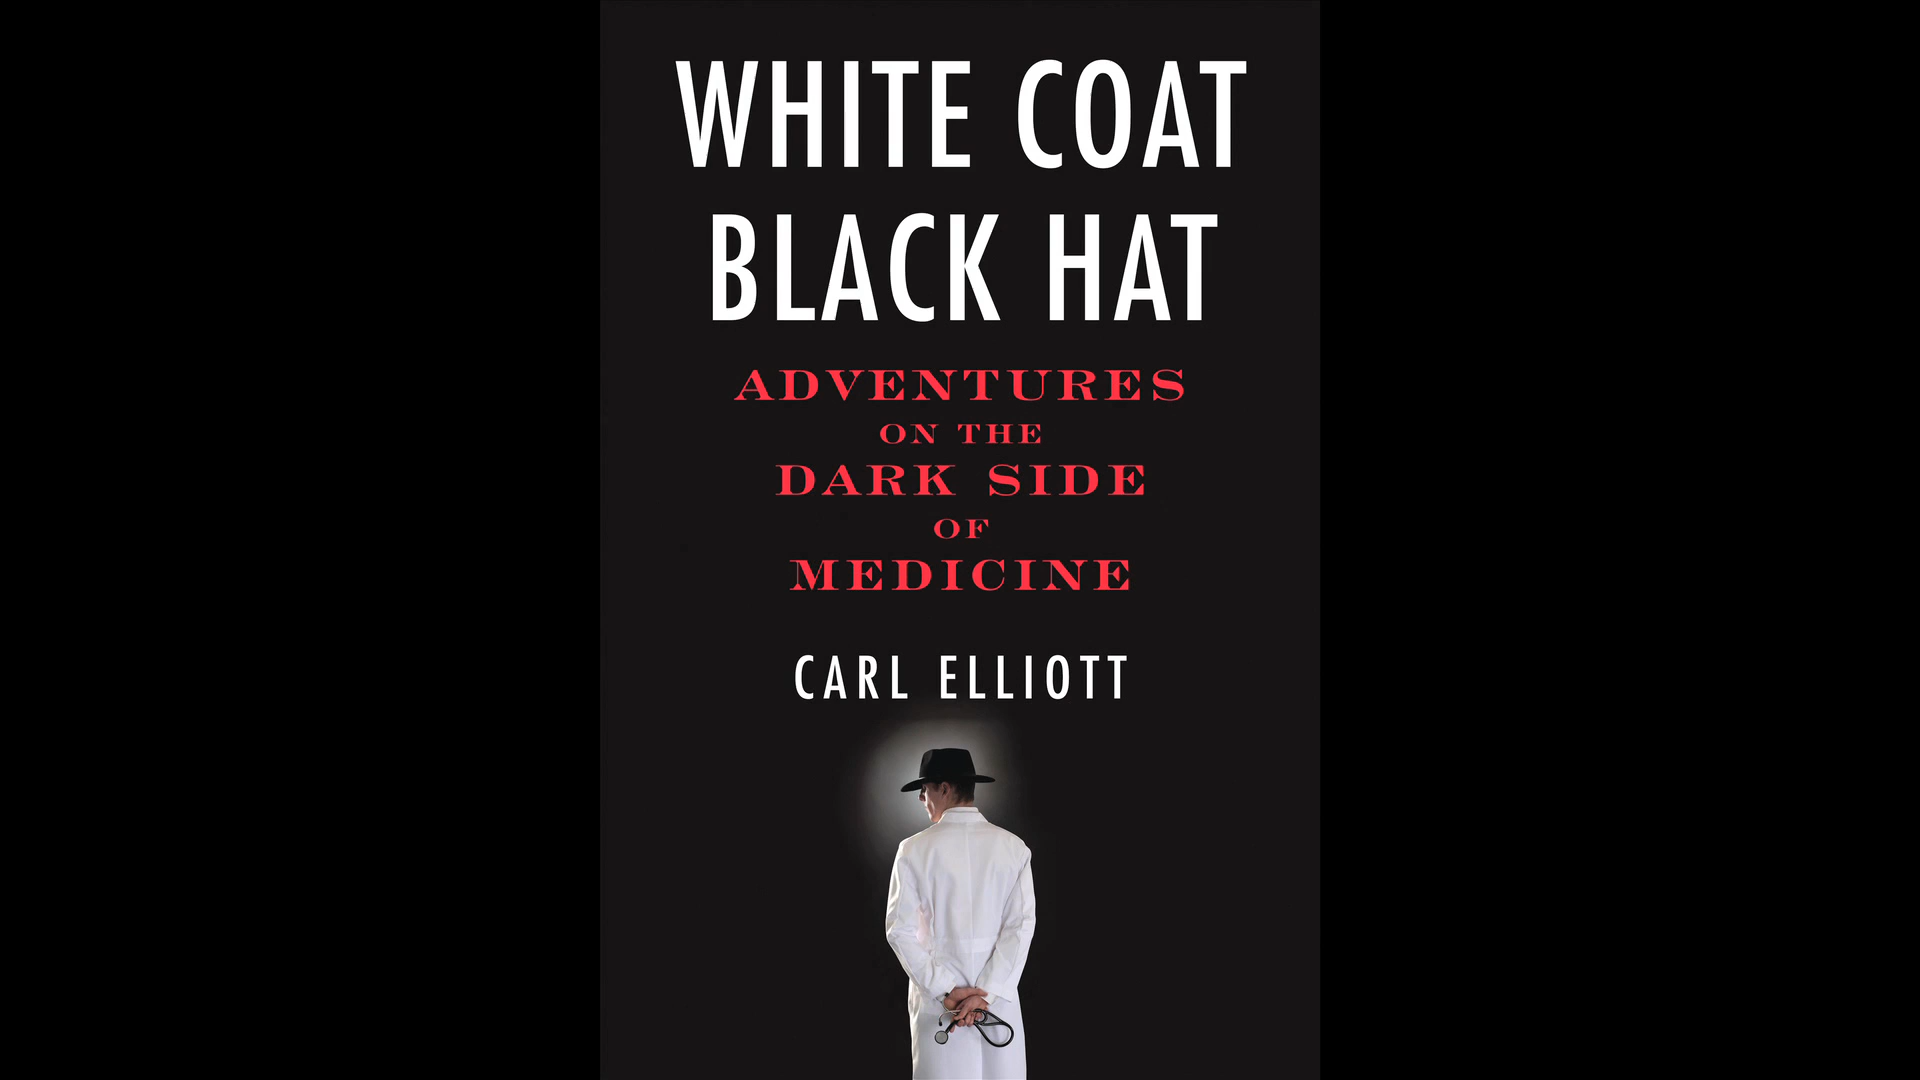 WHITE COAT
BLACK HAT
ADVENTURES
ON THE
DARK SIDE
OF
MEDICINE
CARL ELLIOTT